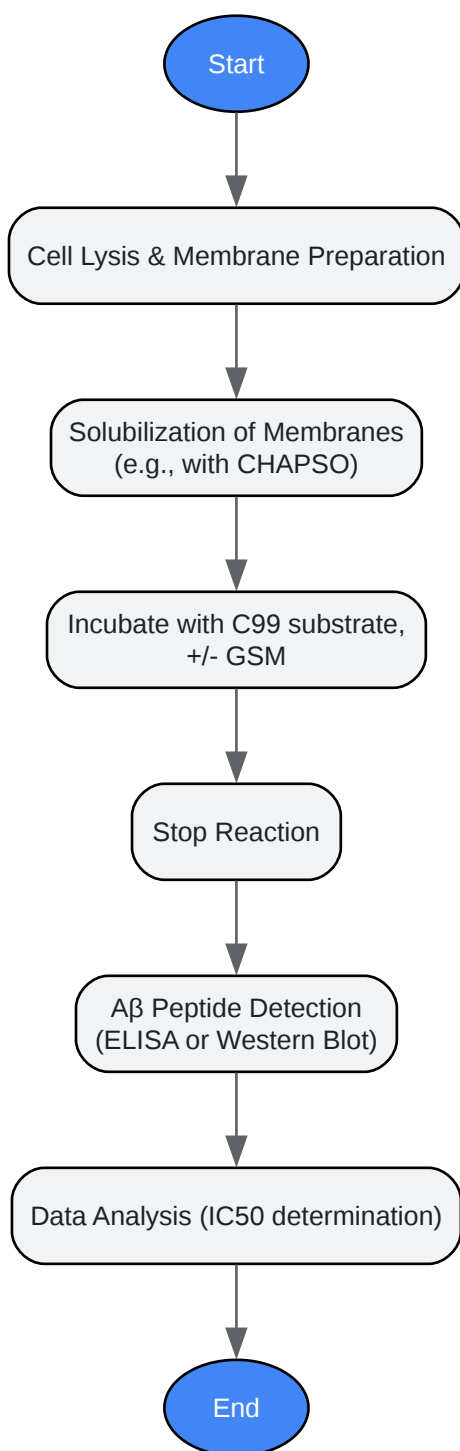 Start
Cell Lysis & Membrane Preparation
Solubilization of Membranes
(e.g., with CHAPSO)
Incubate with C99 substrate,
+/- GSM
Stop Reaction
Aβ Peptide Detection
(ELISA or Western Blot)
Data Analysis (IC50 determination)
End